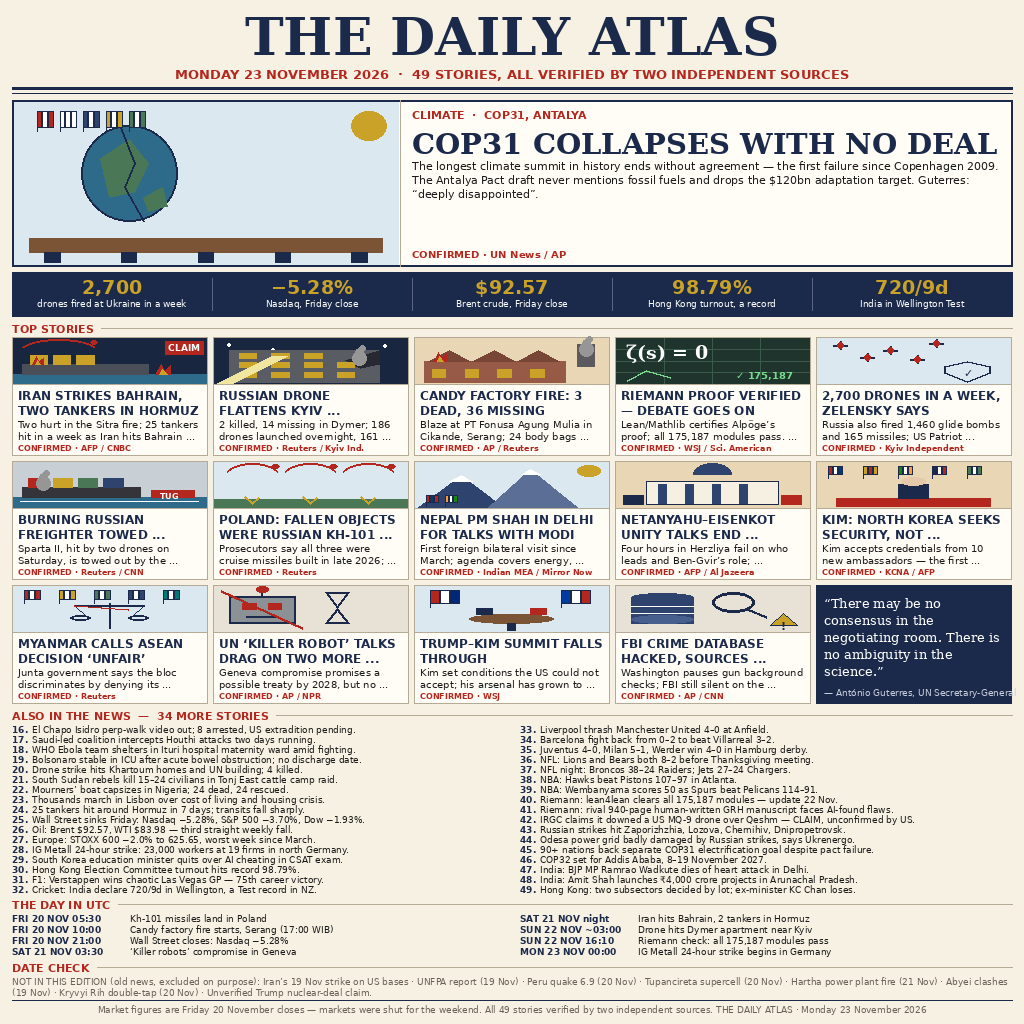 THE DAILY ATLAS
MONDAY 23 NOVEMBER 2026 · 49 STORIES, ALL VERIFIED BY TWO INDEPENDENT SOURCES
CLIMATE · COP31, ANTALYA
COP31 COLLAPSES WITH NO DEAL
The longest climate summit in history ends without agreement — the first failure since Copenhagen 2009.
The Antalya Pact draft never mentions fossil fuels and drops the $120bn adaptation target. Guterres:
“deeply disappointed”.
CONFIRMED · UN News / AP
2,700
drones fired at Ukraine in a week
−5.28%
Nasdaq, Friday close
$92.57
Brent crude, Friday close
98.79%
Hong Kong turnout, a record
720/9d
India in Wellington Test
TOP STORIES
CLAIM
IRAN STRIKES BAHRAIN,
TWO TANKERS IN HORMUZ
Two hurt in the Sitra fire; 25 tankers
hit in a week as Iran hits Bahrain ...
CONFIRMED · AFP / CNBC
RUSSIAN DRONE
FLATTENS KYIV ...
2 killed, 14 missing in Dymer; 186
drones launched overnight, 161 ...
CONFIRMED · Reuters / Kyiv Ind.
CANDY FACTORY FIRE: 3
DEAD, 36 MISSING
Blaze at PT Fonusa Agung Mulia in
Cikande, Serang; 24 body bags ...
CONFIRMED · AP / Reuters
ζ(s) = 0
✓ 175,187
RIEMANN PROOF VERIFIED
— DEBATE GOES ON
Lean/Mathlib certifies Alpöge’s
proof; all 175,187 modules pass. ...
CONFIRMED · WSJ / Sci. American
✓
2,700 DRONES IN A WEEK,
ZELENSKY SAYS
Russia also fired 1,460 glide bombs
and 165 missiles; US Patriot ...
CONFIRMED · Kyiv Independent
TUG
BURNING RUSSIAN
FREIGHTER TOWED ...
Sparta II, hit by two drones on
Saturday, is towed out by the ...
CONFIRMED · Reuters / CNN
POLAND: FALLEN OBJECTS
WERE RUSSIAN KH-101 ...
Prosecutors say all three were
cruise missiles built in late 2026; ...
CONFIRMED · Reuters
NEPAL PM SHAH IN DELHI
FOR TALKS WITH MODI
First foreign bilateral visit since
March; agenda covers energy, ...
CONFIRMED · Indian MEA / Mirror Now
NETANYAHU–EISENKOT
UNITY TALKS END ...
Four hours in Herzliya fail on who
leads and Ben-Gvir’s role; ...
CONFIRMED · AFP / Al Jazeera
KIM: NORTH KOREA SEEKS
SECURITY, NOT ...
Kim accepts credentials from 10
new ambassadors — the first ...
CONFIRMED · KCNA / AFP
MYANMAR CALLS ASEAN
DECISION ‘UNFAIR’
Junta government says the bloc
discriminates by denying its ...
CONFIRMED · Reuters
UN ‘KILLER ROBOT’ TALKS
DRAG ON TWO MORE ...
Geneva compromise promises a
possible treaty by 2028, but no ...
CONFIRMED · AP / NPR
TRUMP–KIM SUMMIT FALLS
THROUGH
Kim set conditions the US could not
accept; his arsenal has grown to ...
CONFIRMED · WSJ
!
FBI CRIME DATABASE
HACKED, SOURCES ...
Washington pauses gun background
checks; FBI still silent on the ...
CONFIRMED · AP / CNN
“There may be no
consensus in the
negotiating room. There is
no ambiguity in the
science.”
— António Guterres, UN Secretary-General
ALSO IN THE NEWS — 34 MORE STORIES
16. El Chapo Isidro perp-walk video out; 8 arrested, US extradition pending.
17. Saudi-led coalition intercepts Houthi attacks two days running.
18. WHO Ebola team shelters in Ituri hospital maternity ward amid fighting.
19. Bolsonaro stable in ICU after acute bowel obstruction; no discharge date.
20. Drone strike hits Khartoum homes and UN building; 4 killed.
21. South Sudan rebels kill 15–24 civilians in Tonj East cattle camp raid.
22. Mourners’ boat capsizes in Nigeria; 24 dead, 24 rescued.
23. Thousands march in Lisbon over cost of living and housing crisis.
24. 25 tankers hit around Hormuz in 7 days; transits fall sharply.
25. Wall Street sinks Friday: Nasdaq −5.28%, S&P 500 −3.70%, Dow −1.93%.
26. Oil: Brent $92.57, WTI $83.98 — third straight weekly fall.
27. Europe: STOXX 600 −2.0% to 625.65, worst week since March.
28. IG Metall 24-hour strike: 23,000 workers at 19 firms in north Germany.
29. South Korea education minister quits over AI cheating in CSAT exam.
30. Hong Kong Election Committee turnout hits record 98.79%.
31. F1: Verstappen wins chaotic Las Vegas GP — 75th career victory.
32. Cricket: India declare 720/9d in Wellington, a Test record in NZ.
33. Liverpool thrash Manchester United 4–0 at Anfield.
34. Barcelona fight back from 0–2 to beat Villarreal 3–2.
35. Juventus 4–0, Milan 5–1, Werder win 4–0 in Hamburg derby.
36. NFL: Lions and Bears both 8–2 before Thanksgiving meeting.
37. NFL night: Broncos 38–24 Raiders; Jets 27–24 Chargers.
38. NBA: Hawks beat Pistons 107–97 in Atlanta.
39. NBA: Wembanyama scores 50 as Spurs beat Pelicans 114–91.
40. Riemann: lean4lean clears all 175,187 modules — update 22 Nov.
41. Riemann: rival 940-page human-written GRH manuscript faces AI-found flaws.
42. IRGC claims it downed a US MQ-9 drone over Qeshm — CLAIM, unconfirmed by US.
43. Russian strikes hit Zaporizhzhia, Lozova, Chernihiv, Dnipropetrovsk.
44. Odesa power grid badly damaged by Russian strikes, says Ukrenergo.
45. 90+ nations back separate COP31 electrification goal despite pact failure.
46. COP32 set for Addis Ababa, 8–19 November 2027.
47. India: BJP MP Ramrao Wadkute dies of heart attack in Delhi.
48. India: Amit Shah launches ₹4,000 crore projects in Arunachal Pradesh.
49. Hong Kong: two subsectors decided by lot; ex-minister KC Chan loses.
THE DAY IN UTC
FRI 20 NOV 05:30 Kh-101 missiles land in Poland
FRI 20 NOV 10:00 Candy factory fire starts, Serang (17:00 WIB)
FRI 20 NOV 21:00 Wall Street closes: Nasdaq −5.28%
SAT 21 NOV 03:30 ‘Killer robots’ compromise in Geneva
SAT 21 NOV night Iran hits Bahrain, 2 tankers in Hormuz
SUN 22 NOV ~03:00 Drone hits Dymer apartment near Kyiv
SUN 22 NOV 16:10 Riemann check: all 175,187 modules pass
MON 23 NOV 00:00 IG Metall 24-hour strike begins in Germany
DATE CHECK
NOT IN THIS EDITION (old news, excluded on purpose): Iran’s 19 Nov strike on US bases · UNFPA report (19 Nov) · Peru quake 6.9 (20 Nov) · Tupancireta supercell (20 Nov) · Hartha power plant fire (21 Nov) · Abyei clashes
(19 Nov) · Kryvyi Rih double-tap (20 Nov) · Unverified Trump nuclear-deal claim.
Market figures are Friday 20 November closes — markets were shut for the weekend. All 49 stories verified by two independent sources. THE DAILY ATLAS · Monday 23 November 2026